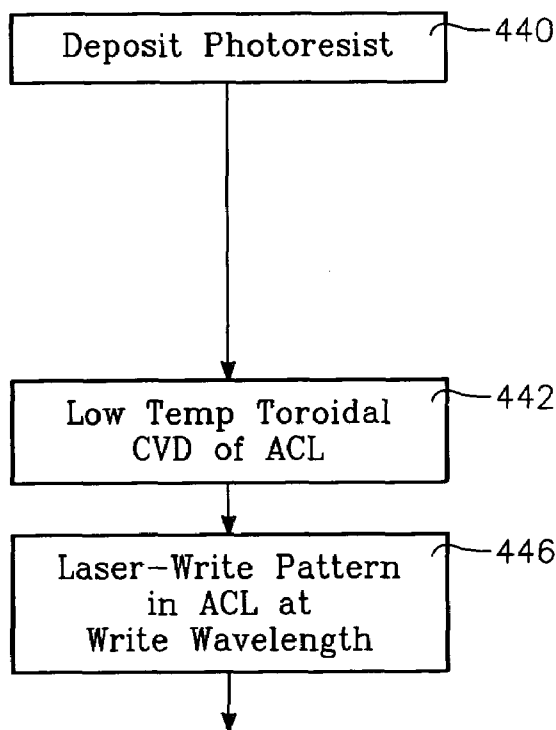 Deposit Photoresist
440
Low Temp Toroidal
CVD of ACL
442
Laser-Write Pattern
in ACL at
Write Wavelength
446